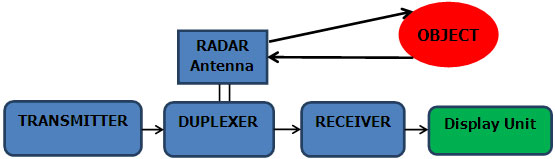 RADAR
Antenna
OBJECT
TRANSMITTER
DUPLEXER
RECEIVER
Display Unit